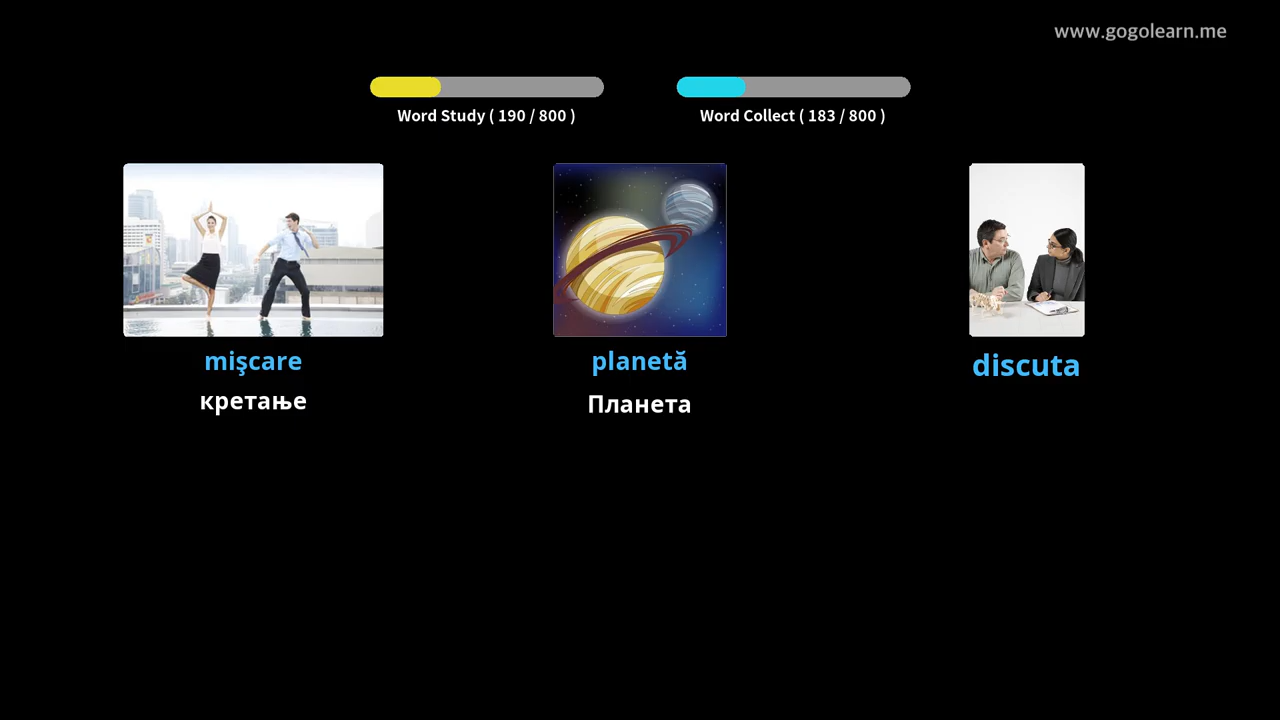 www.gogolearn.me
Word Study ( 190 / 800 )
Word Collect ( 183 / 800 )
mişcare
planetă
discuta
кретање
Планета